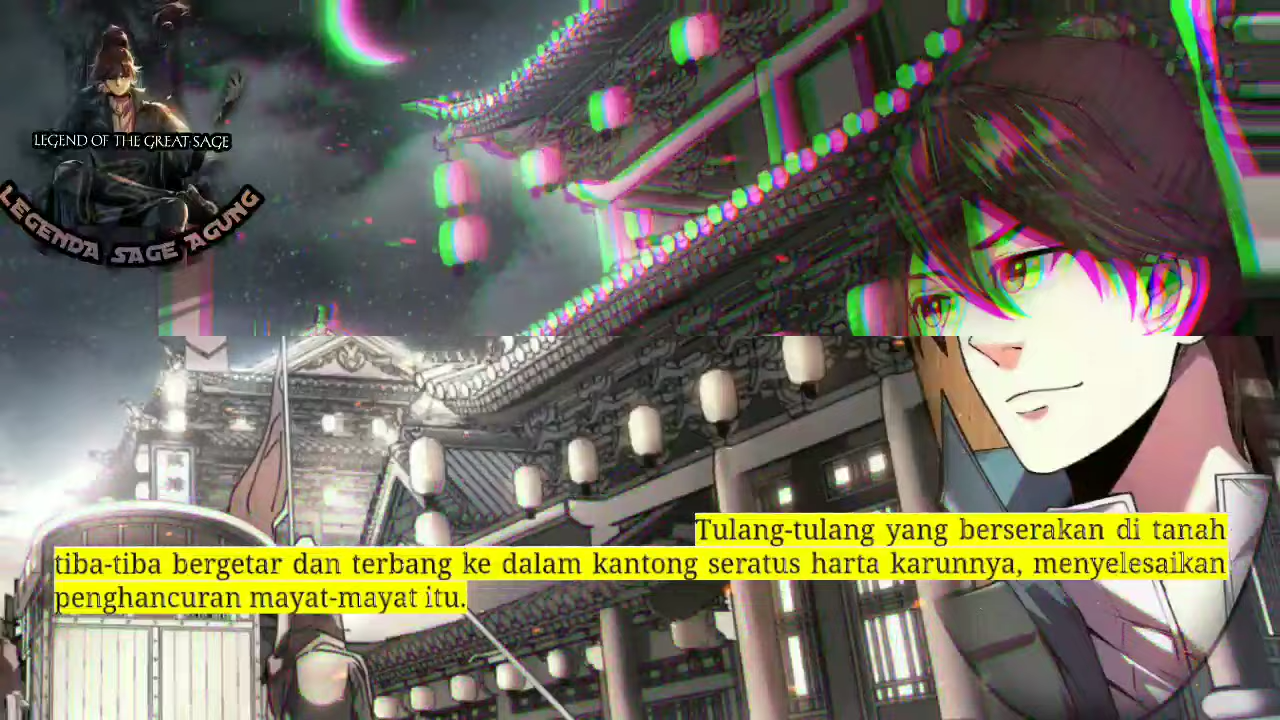 LEGEND OF THE GREAT SAGE
LEGENDA SAGE AGUNG
Tulang-tulang yang berserakan di tanah
tiba-tiba bergetar dan terbang ke dalam kantong seratus harta karunnya, menyelesaikan
penghancuran mayat-mayat itu.